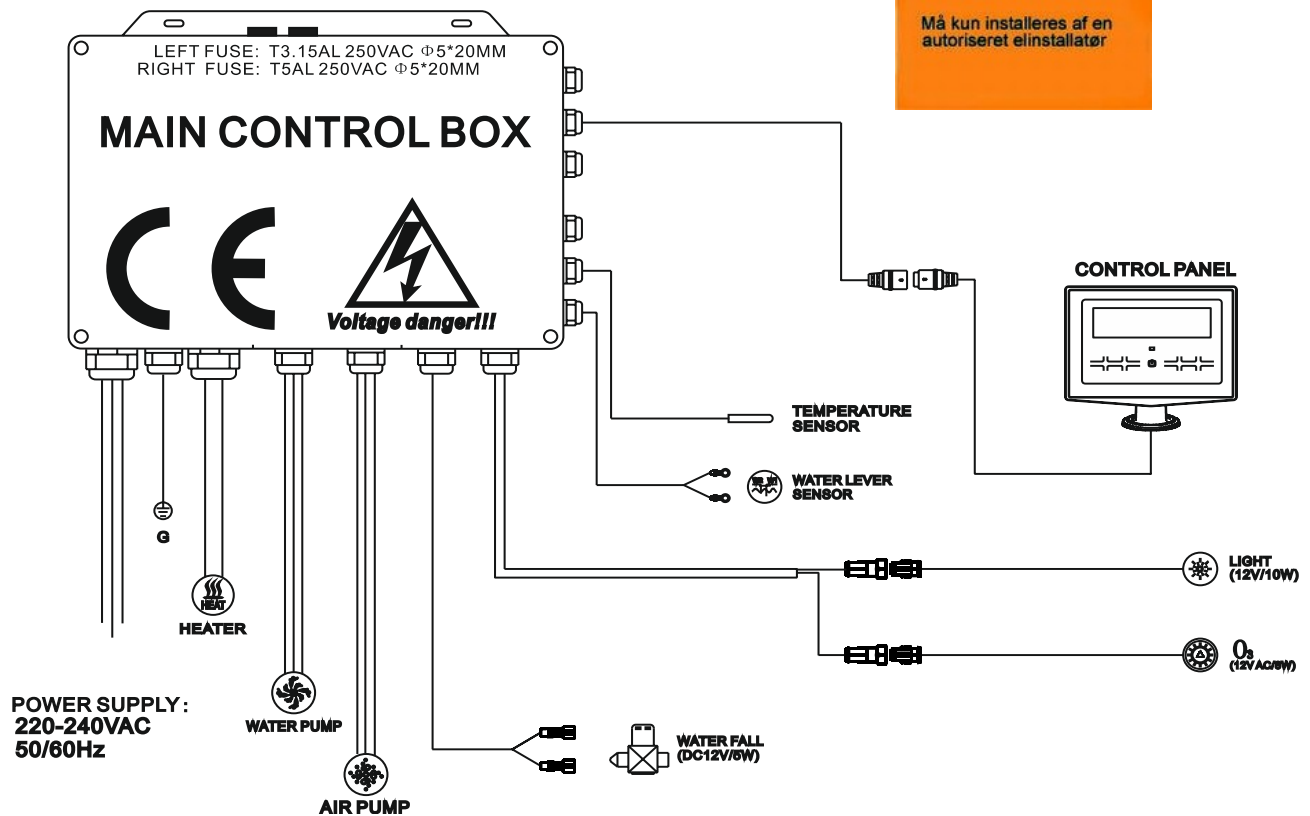 Må kun installeres af en
autoriseret elinstallatør
LEFT FUSE: T3.15AL 250VAC Φ5*20MM
RIGHT FUSE: T5AL 250VAC Φ5*20MM
MAIN CONTROL BOX
CE
Voltage danger!!!
CONTROL PANEL
TEMPERATURE
SENSOR
WATER LEVER
SENSOR
G
LIGHT
(12V/10W)
HEAT
HEATER
O₃
POWER SUPPLY:
220-240VAC
50/60Hz
WATER PUMP
WATER FALL
AIR PUMP